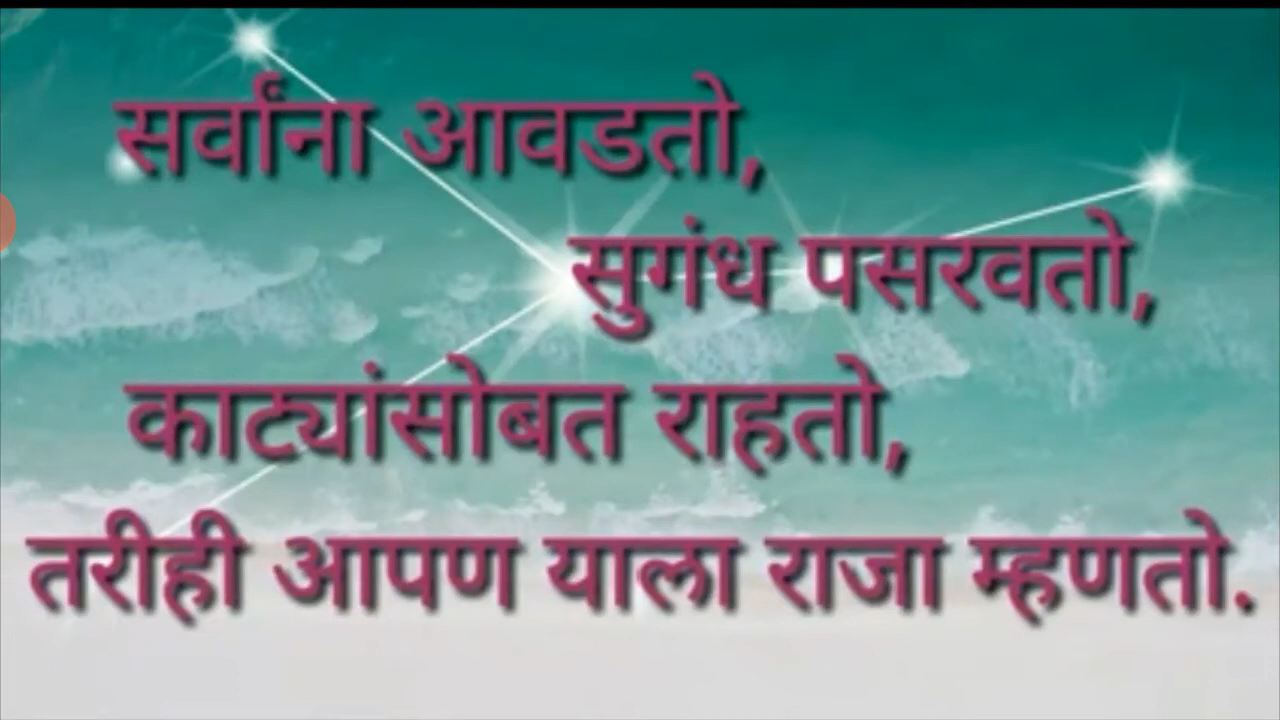 सर्वांना आवडतो,
सुगंध पसरवतो,
काट्यांसोबत राहतो,
तरीही आपण याला राजा म्हणतो.